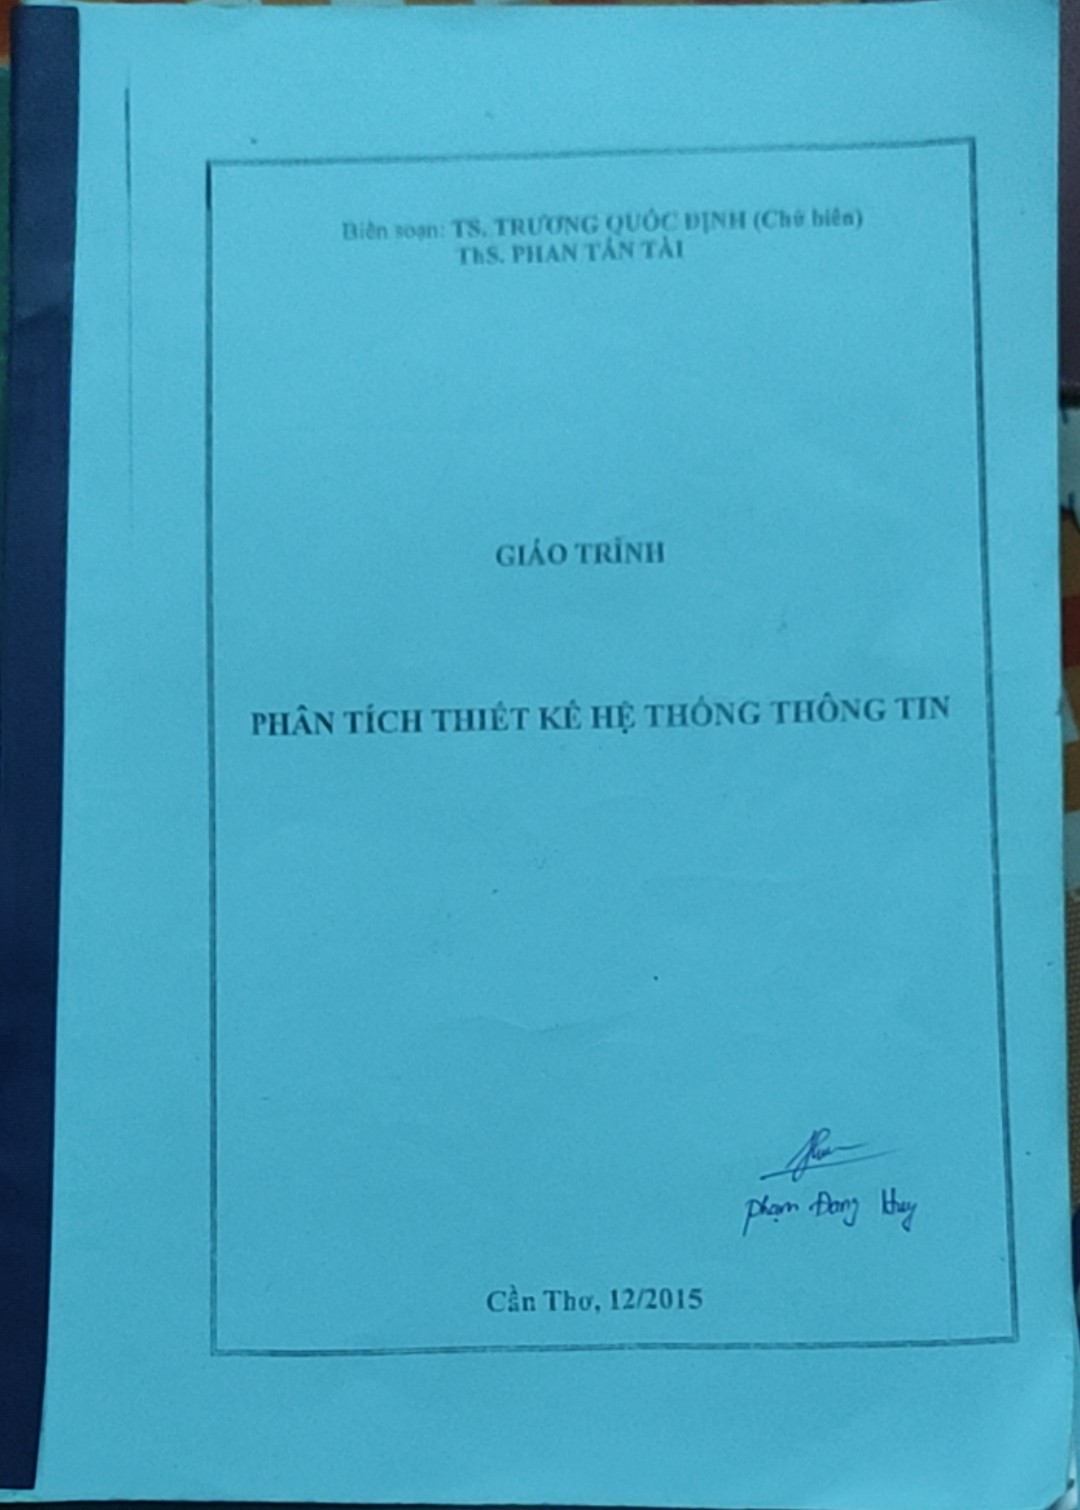 Biên soạn: TS. TRƯƠNG QUỐC ĐỊNH (Chủ biên)
ThS. PHAN TẤN TÀI
GIÁO TRÌNH
PHÂN TÍCH THIẾT KẾ HỆ THỐNG THÔNG TIN
Phạm Đang Huy
Cần Thơ, 12/2015